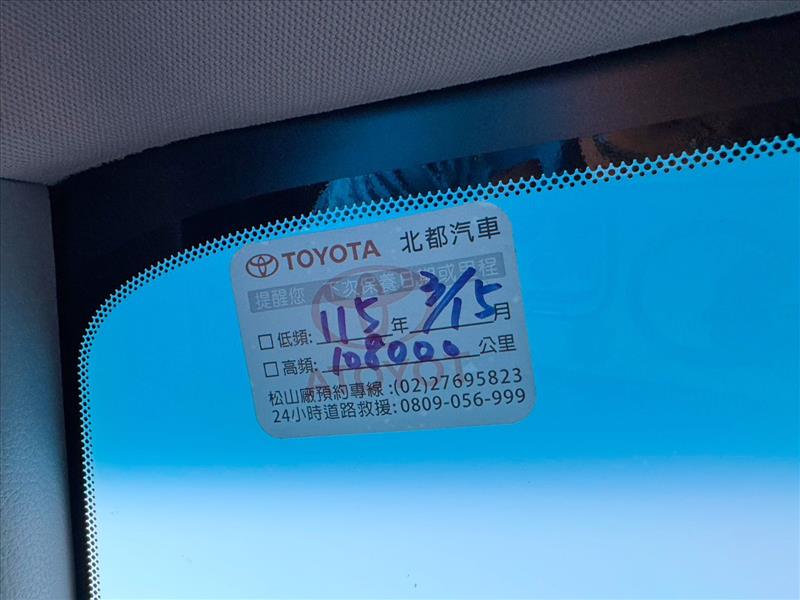 TOYOTA 北都汽車
提醒您 下次保養日期或里程
□低頻: 115 年 3/15 月
□高頻: 108000 公里
松山廠預約專線:(02)27695823
24小時道路救援:0809-056-999